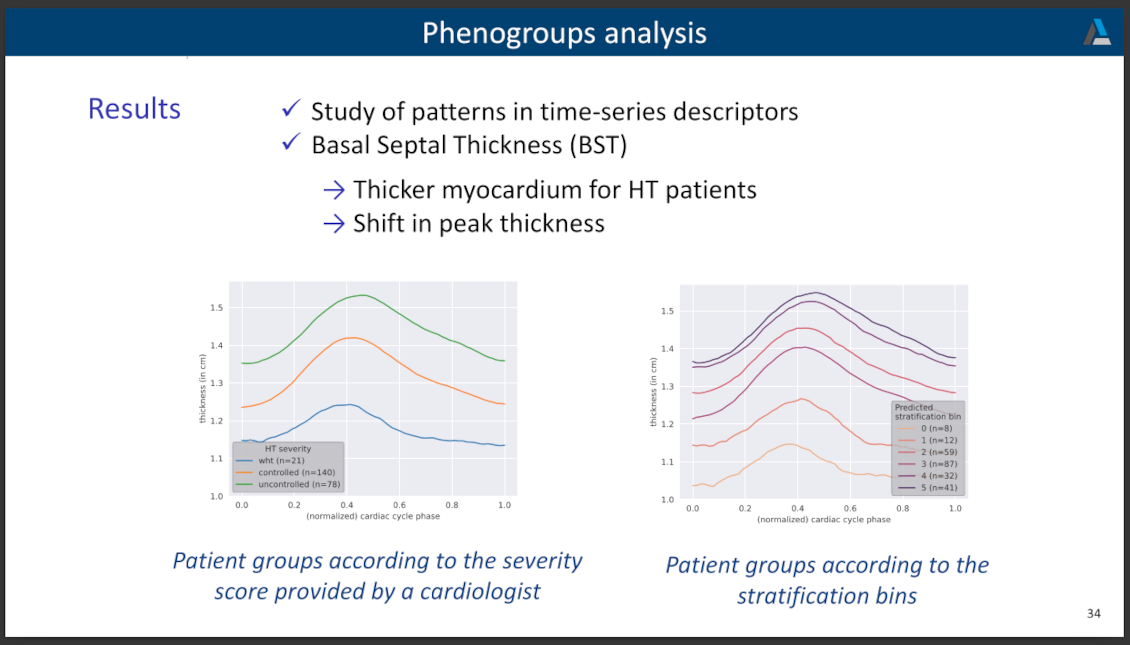 Phenogroups analysis
Results
✓ Study of patterns in time-series descriptors
✓ Basal Septal Thickness (BST)
→ Thicker myocardium for HT patients
→ Shift in peak thickness
thickness (in cm)
1.5
1.4
1.3
1.2
1.1
1.0
HT severity
wht (n=21)
controlled (n=140)
uncontrolled (n=78)
0.0 0.2 0.4 0.6 0.8 1.0
(normalized) cardiac cycle phase
thickness (in cm)
1.5
1.4
1.3
1.2
1.1
1.0
Predicted
stratification bin
0 (n=8)
1 (n=12)
2 (n=59)
3 (n=87)
4 (n=32)
5 (n=41)
0.0 0.2 0.4 0.6 0.8 1.0
(normalized) cardiac cycle phase
Patient groups according to the severity
score provided by a cardiologist
Patient groups according to the
stratification bins
34